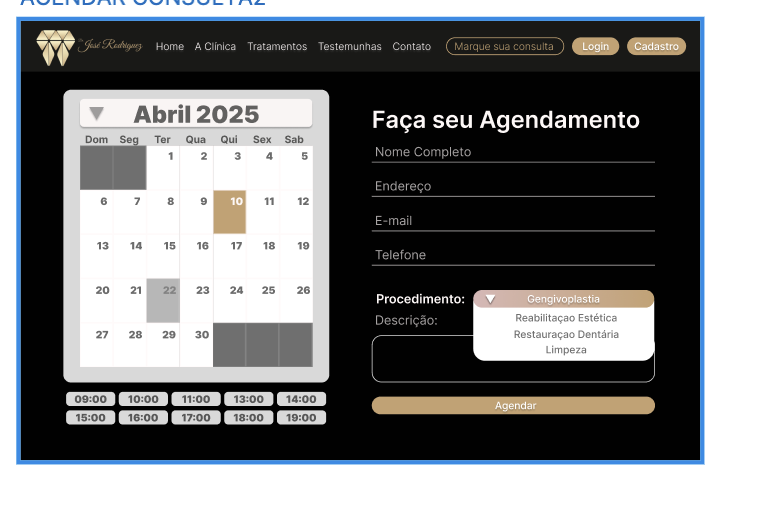 AGENDAR CONSULTA2
Dr. José Rodriguez Home A Clínica Tratamentos Testemunhas Contato Marque sua consulta Login Cadastro
Abril 2025
Dom Seg Ter Qua Qui Sex Sab
1 2 3 4 5
6 7 8 9 10 11 12
13 14 15 16 17 18 19
20 21 22 23 24 25 26
27 28 29 30
09:00 10:00 11:00 13:00 14:00
15:00 16:00 17:00 18:00 19:00
Faça seu Agendamento
Nome Completo
Endereço
E-mail
Telefone
Procedimento: Gengivoplastia
Descrição: Reabilitaçao Estética
Restauraçao Dentária
Limpeza
Agendar